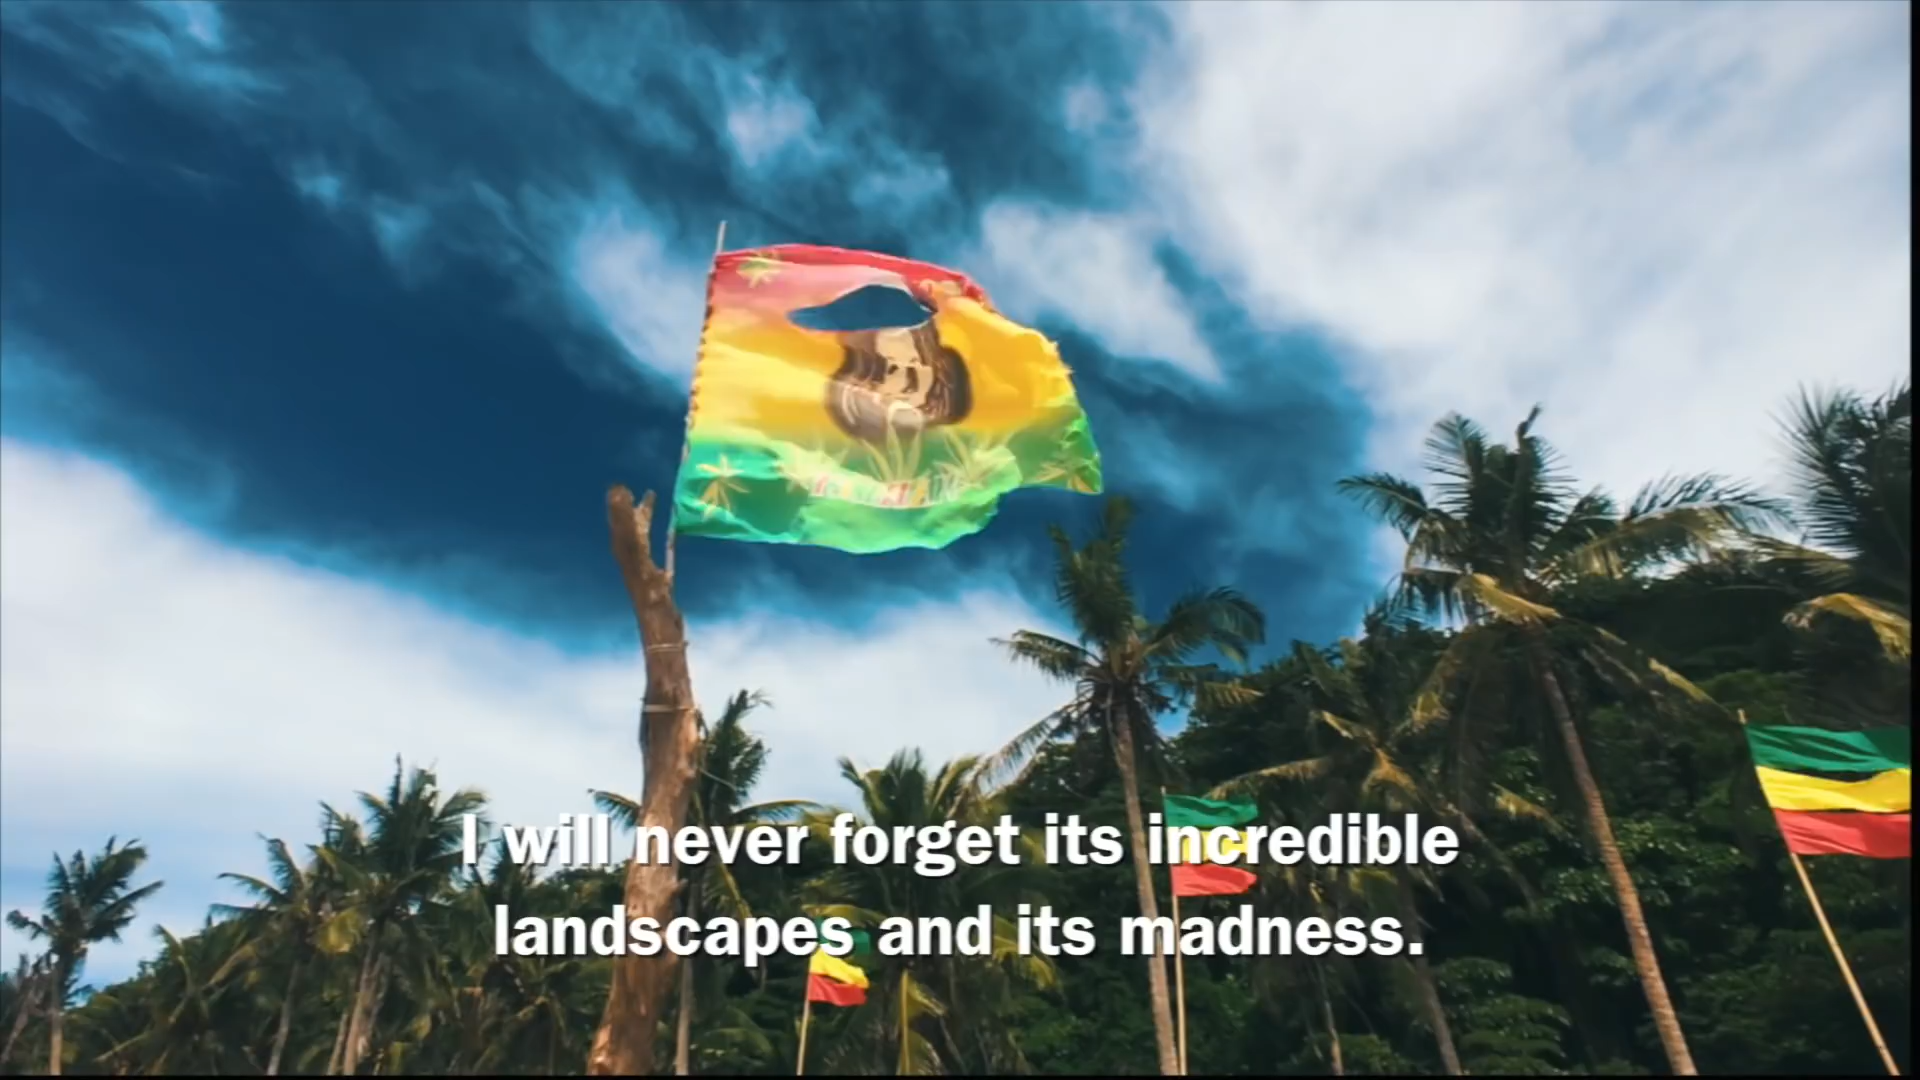 I will never forget its incredible
landscapes and its madness.